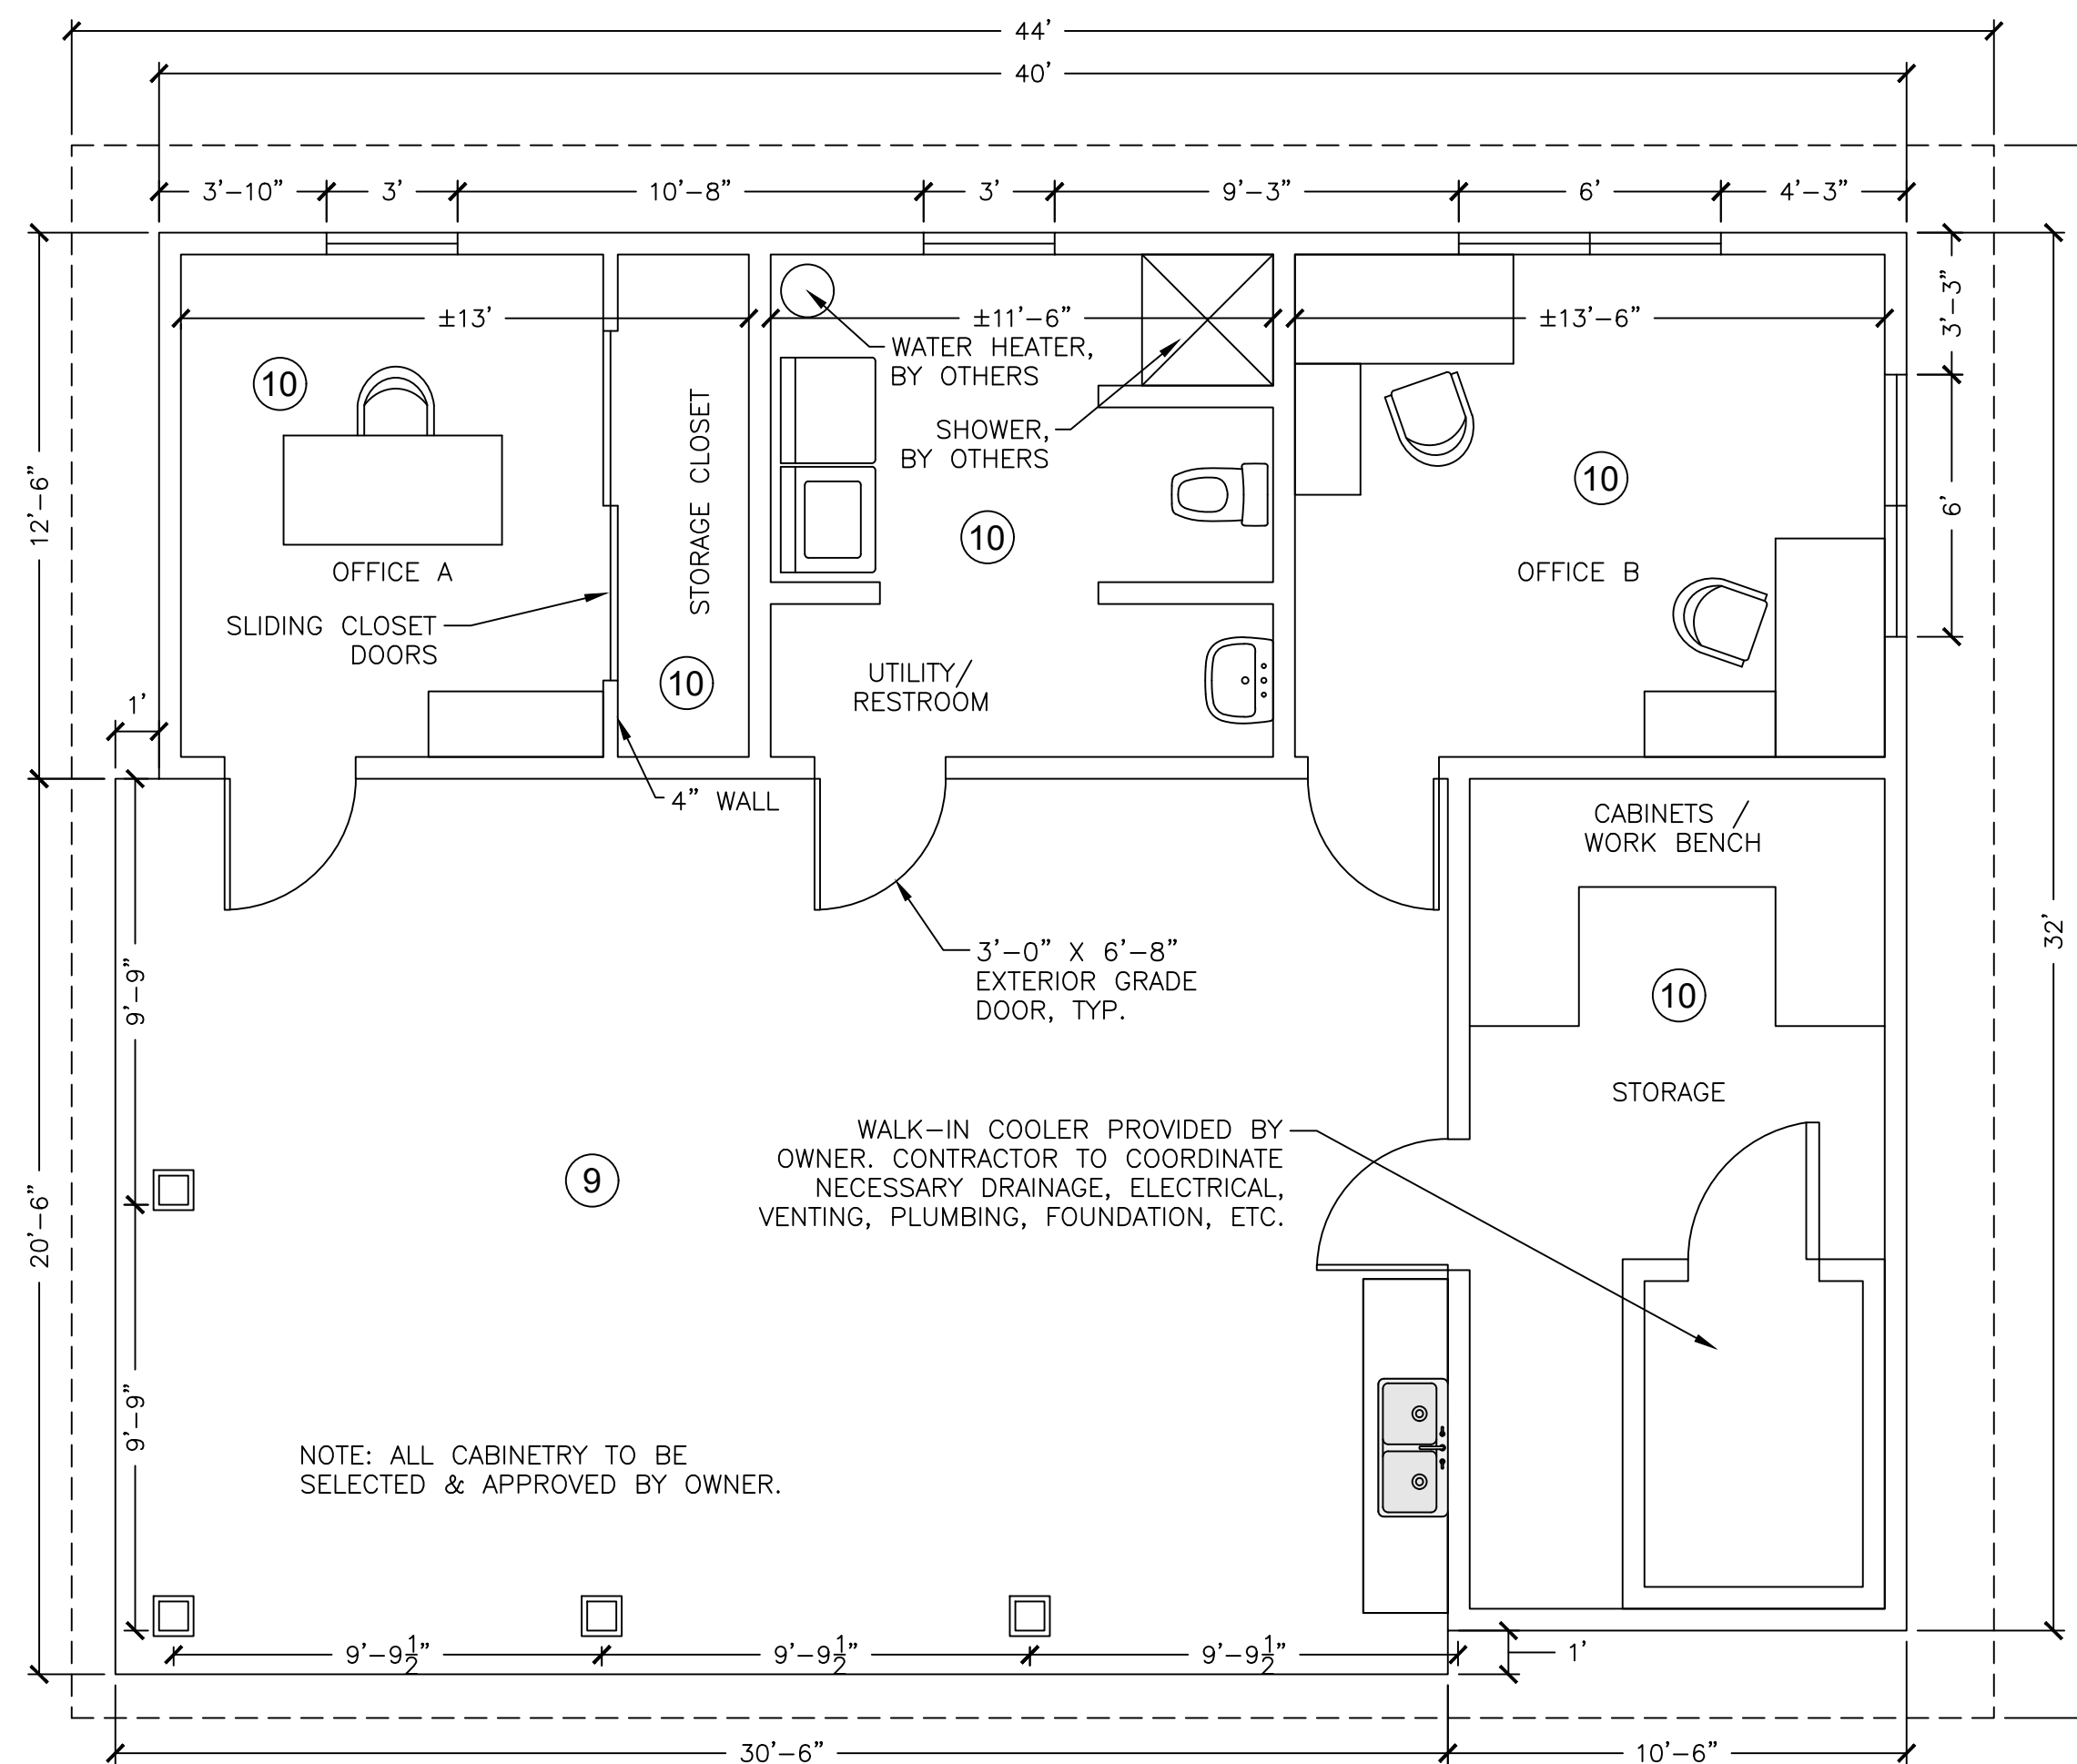 44'
40'
3'-10" 3' 10'-8" 3' 9'-3" 6' 4'-3"
±13' ±11'-6" ±13'-6"
3'-3"
6'
32'
12'-6"
20'-6"
1'
9'-9"
9'-9"
10
OFFICE A
SLIDING CLOSET
DOORS
STORAGE CLOSET
10
4" WALL
WATER HEATER,
BY OTHERS
SHOWER,
BY OTHERS
10
UTILITY/
RESTROOM
10
OFFICE B
3'-0" X 6'-8"
EXTERIOR GRADE
DOOR, TYP.
CABINETS /
WORK BENCH
10
STORAGE
WALK-IN COOLER PROVIDED BY
OWNER. CONTRACTOR TO COORDINATE
NECESSARY DRAINAGE, ELECTRICAL,
VENTING, PLUMBING, FOUNDATION, ETC.
9
NOTE: ALL CABINETRY TO BE
SELECTED & APPROVED BY OWNER.
9'-9½" 9'-9½" 9'-9½" 1'
30'-6" 10'-6"